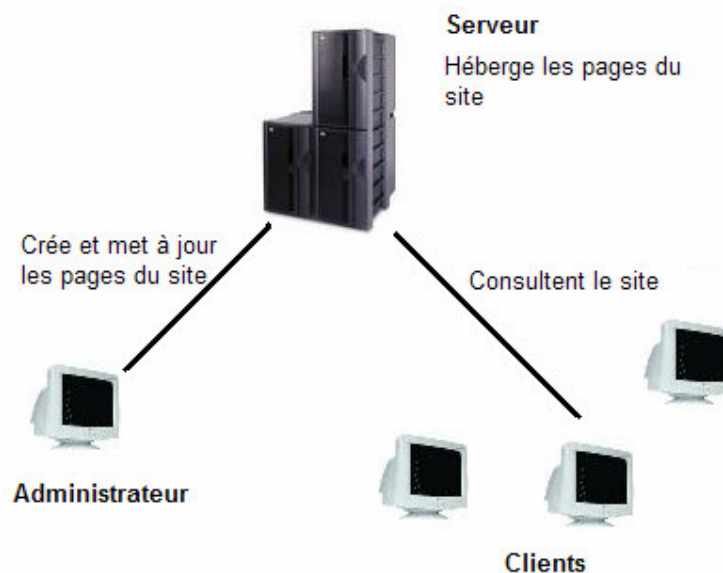 Serveur
Héberge les pages du
site
Crée et met à jour
les pages du site
Consultent le site
Administrateur
Clients